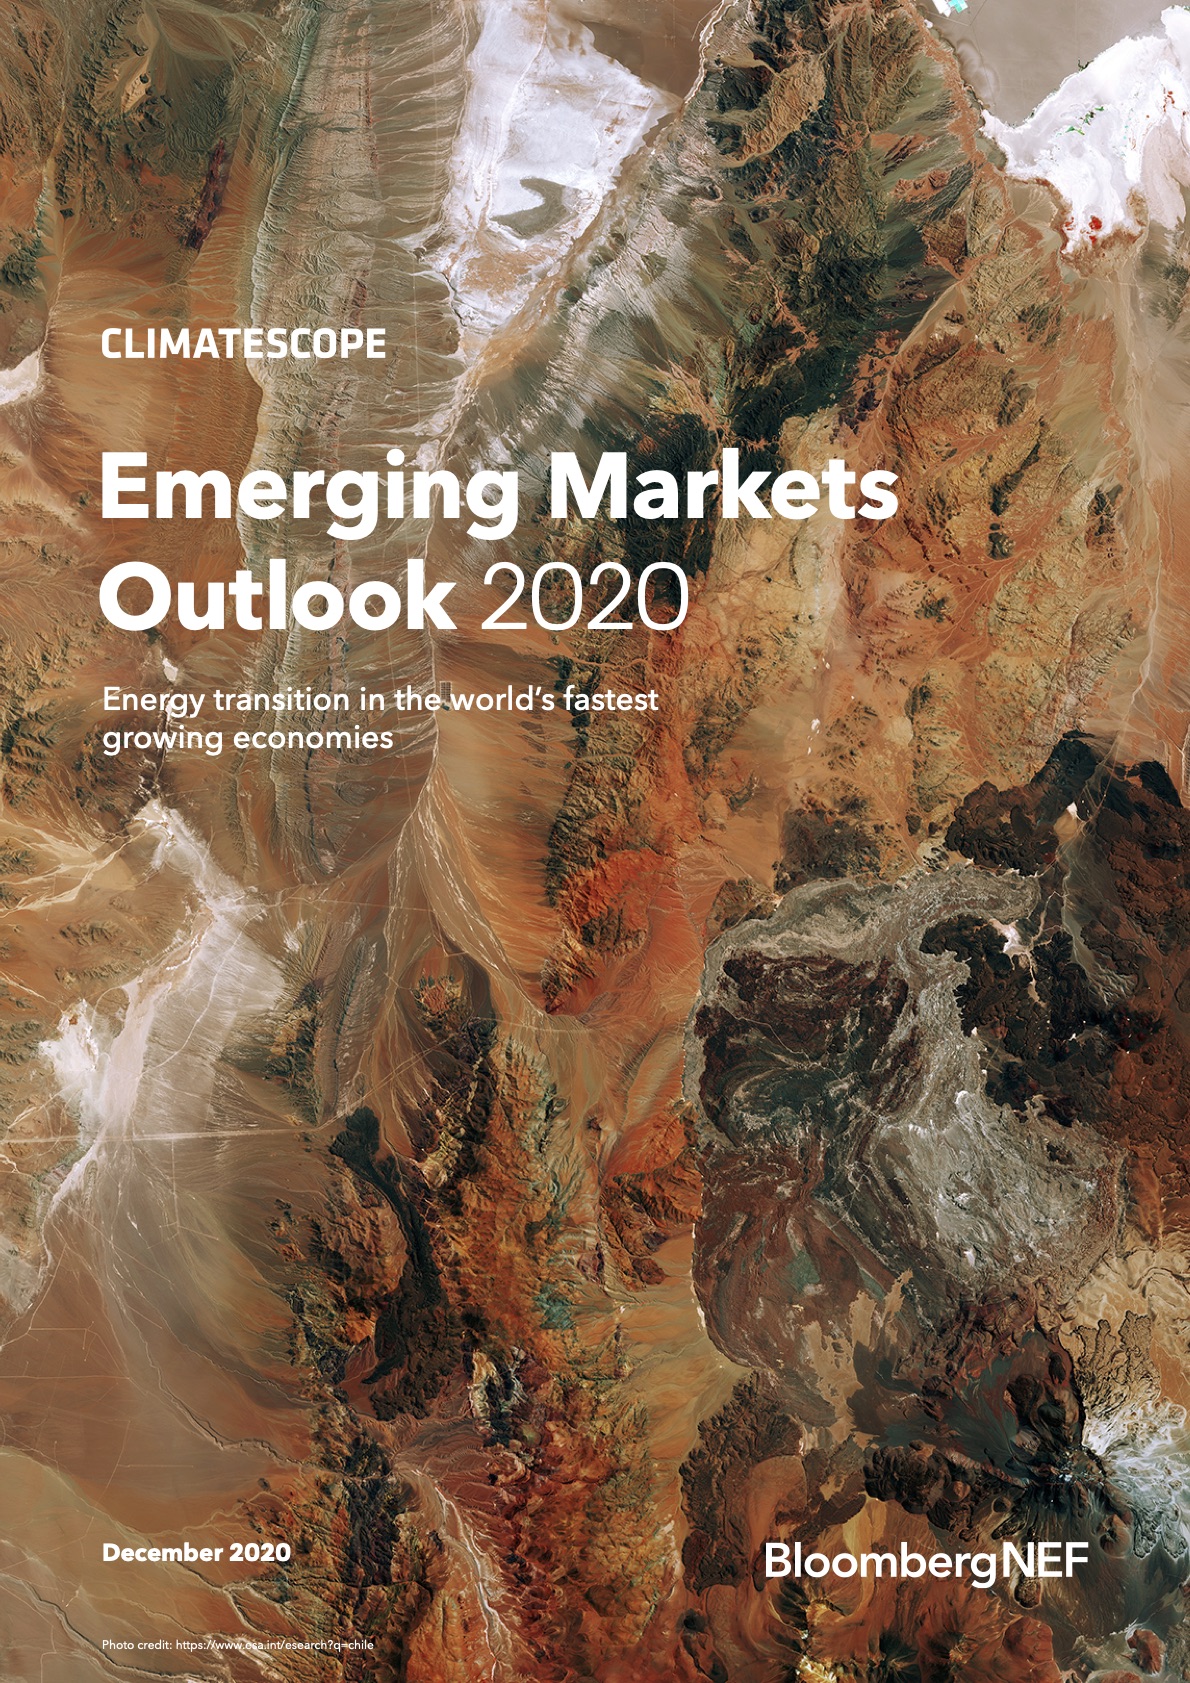 CLIMATESCOPE
Emerging Markets
Outlook 2020
Energy transition in the world’s fastest
growing economies
December 2020
BloombergNEF
Photo credit: https://www.esa.int/esearch?q=chile